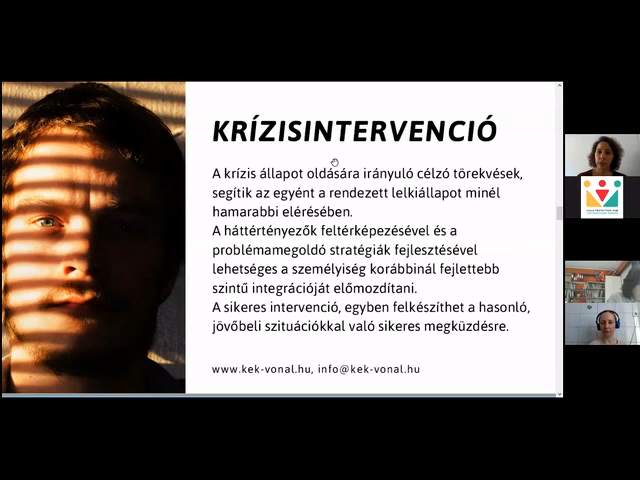 KRÍZISINTERVENCIÓ
A krízis állapot oldására irányuló célzó törekvések,
segítik az egyént a rendezett lelkiállapot minél
hamarabbi elérésében.
A háttértényezők feltérképezésével és a
problémamegoldó stratégiák fejlesztésével
lehetséges a személyiség korábbinál fejlettebb
szintű integrációját előmozdítani.
A sikeres intervenció, egyben felkészíthet a hasonló,
jövőbeli szituációkkal való sikeres megküzdésre.
www.kek-vonal.hu, info@kek-vonal.hu